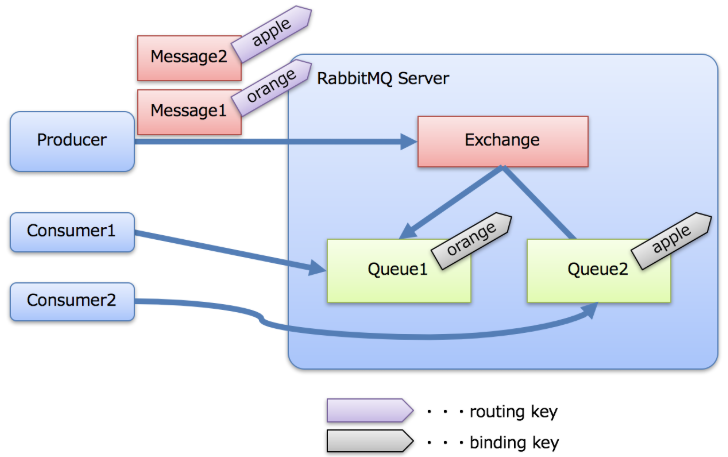 Message2
apple
Message1
orange
RabbitMQ Server
Producer
Exchange
Consumer1
Queue1
orange
Queue2
apple
Consumer2
・・・routing key
・・・binding key